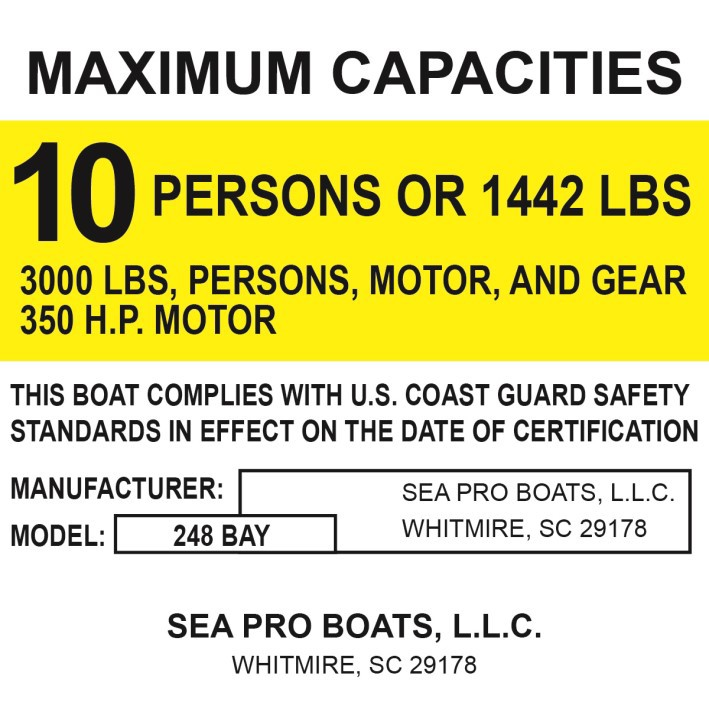 MAXIMUM CAPACITIES
10 PERSONS OR 1442 LBS
3000 LBS, PERSONS, MOTOR, AND GEAR
350 H.P. MOTOR
THIS BOAT COMPLIES WITH U.S. COAST GUARD SAFETY
STANDARDS IN EFFECT ON THE DATE OF CERTIFICATION
MANUFACTURER: SEA PRO BOATS, L.L.C.
MODEL: 248 BAY WHITMIRE, SC 29178
SEA PRO BOATS, L.L.C.
WHITMIRE, SC 29178